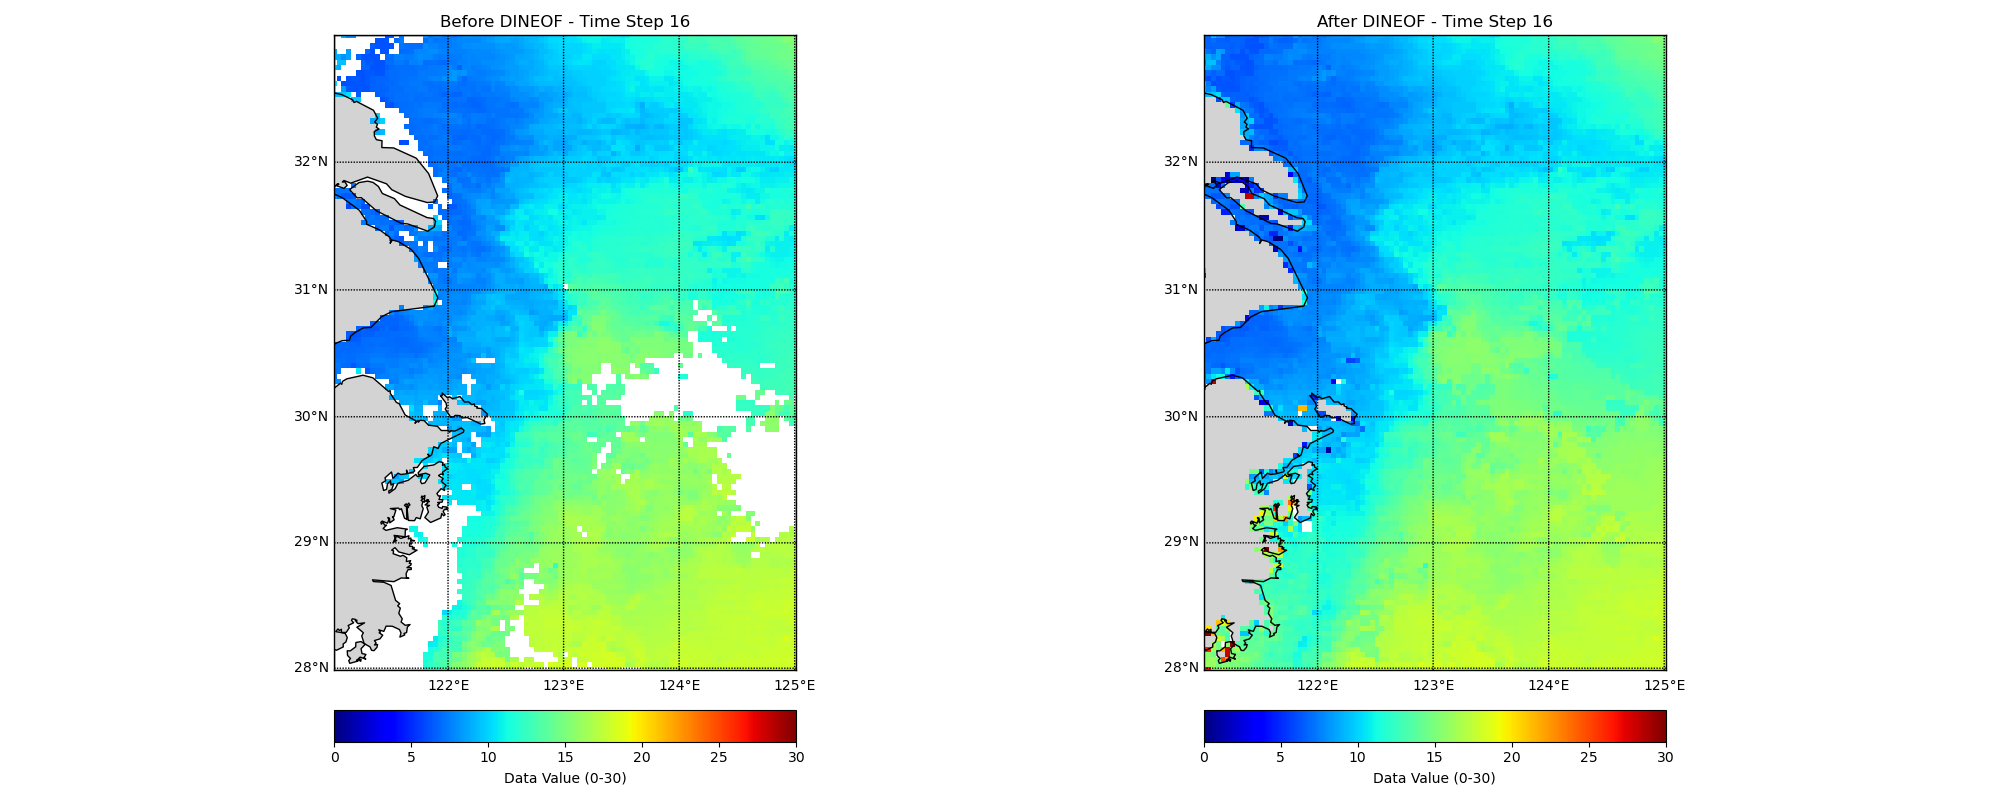 Before DINEOF - Time Step 16
32°N
31°N
30°N
29°N
28°N
122°E 123°E 124°E 125°E
0 5 10 15 20 25 30
Data Value (0-30)
After DINEOF - Time Step 16
32°N
31°N
30°N
29°N
28°N
122°E 123°E 124°E 125°E
0 5 10 15 20 25 30
Data Value (0-30)